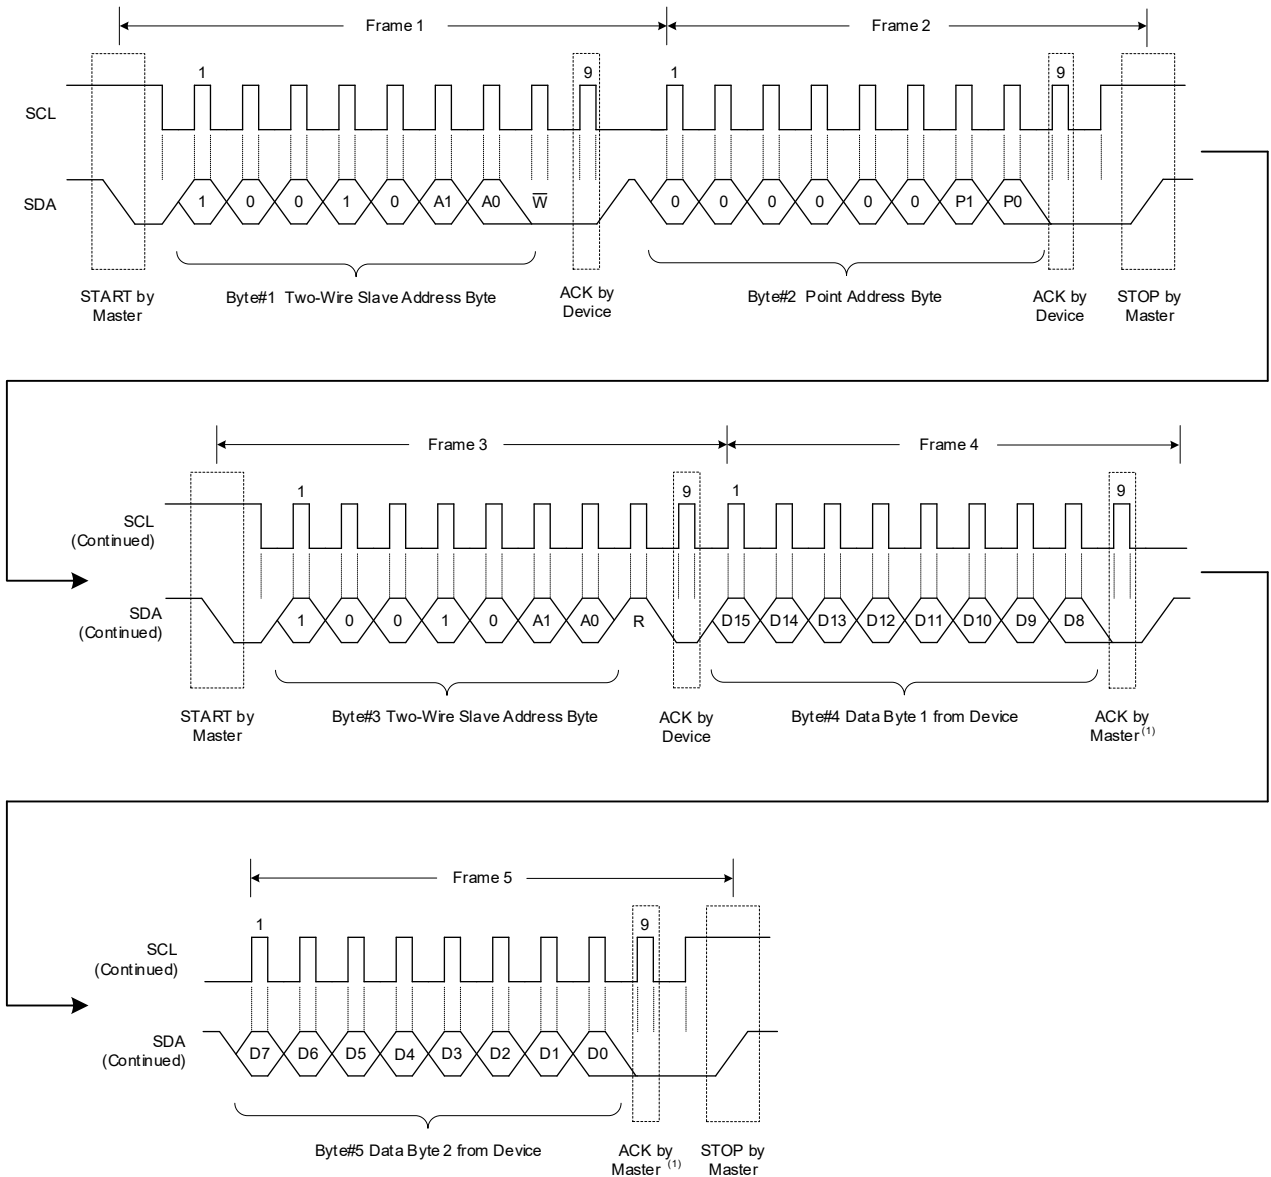 Frame 1 Frame 2
1 9 1 9
SCL
SDA 1 0 0 1 0 A1 A0 W̅ 0 0 0 0 0 0 P1 P0
START by Master
Byte#1 Two-Wire Slave Address Byte
ACK by Device
Byte#2 Point Address Byte
ACK by Device
STOP by Master
Frame 3 Frame 4
1 9 1 9
SCL
(Continued)
SDA
(Continued)
1 0 0 1 0 A1 A0 R D15 D14 D13 D12 D11 D10 D9 D8
START by Master
Byte#3 Two-Wire Slave Address Byte
ACK by Device
Byte#4 Data Byte 1 from Device
ACK by Master (1)
Frame 5
1 9
SCL
(Continued)
SDA
(Continued)
D7 D6 D5 D4 D3 D2 D1 D0
Byte#5 Data Byte 2 from Device
ACK by Master (1)
STOP by Master